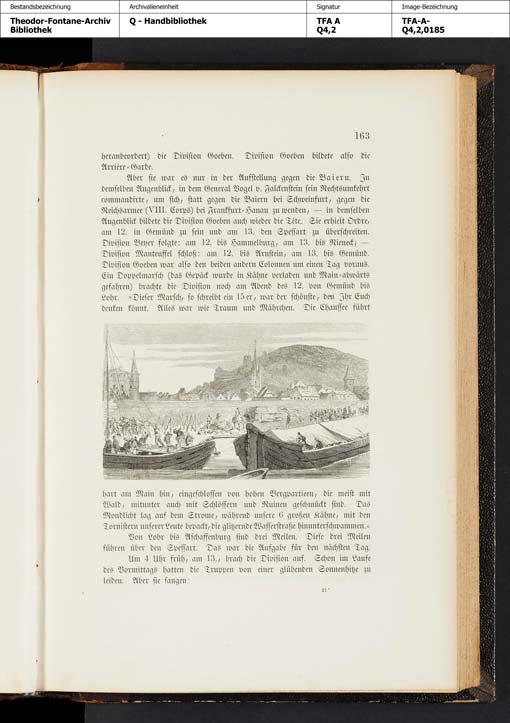 Bestandsbezeichnung
Archivalieneinheit
Signatur
Image-Bezeichnung
Theodor-Fontane-Archiv
Bibliothek
Q - Handbibliothek
TFA A
Q4,2
TFA-A-
Q4,2,0185
163
heranbeordert) die Division Goeben. Division Goeben bildete also die
Arrière-Garde.
Aber sie war es nur in der Aufstellung gegen die Baiern. In
demselben Augenblick, in dem General Vogel v. Falckenstein sein Rechtsumkehrt
commandirte, um sich, statt gegen die Baiern bei Schweinfurt, gegen die
Reichsarmee (VIII. Corps) bei Frankfurt-Hanau zu wenden, — in demselben
Augenblick bildete die Division Goeben auch wieder die Tête. Sie erhielt Ordre,
am 12. in Gemünd zu sein und am 13. den Spessart zu überschreiten.
Division Beyer folgte: am 12. bis Hammelburg, am 13. bis Rieneck; —
Division Manteuffel schloß: am 12. bis Arnstein, am 13. bis Gemünd.
Division Goeben war also den beiden andern Colonnen um einen Tag voraus.
Ein Doppelmarsch (das Gepäck wurde in Kähne verladen und Main-abwärts
gefahren) brachte die Division noch am Abend des 12. von Gemünd bis
Lohr. »Dieser Marsch, so schreibt ein 15er, war der schönste, den Ihr Euch
denken könnt. Alles war wie Traum und Mährchen. Die Chaussee führt
hart am Main hin, eingeschlossen von hohen Bergpartieen, die meist mit
Wald, mitunter auch mit Schlössern und Ruinen geschmückt sind. Das
Mondlicht lag auf dem Strome, während unsere 6 großen Kähne, mit den
Tornistern unserer Leute bepackt, die glitzernde Wasserstraße hinunterschwammen.«
Von Lohr bis Aschaffenburg sind drei Meilen. Diese drei Meilen
führen über den Spessart. Das war die Aufgabe für den nächsten Tag.
Um 4 Uhr früh, am 13., brach die Division auf. Schon im Laufe
des Vormittags hatten die Truppen von einer glühenden Sonnenhitze zu
leiden. Aber sie sangen:
21*